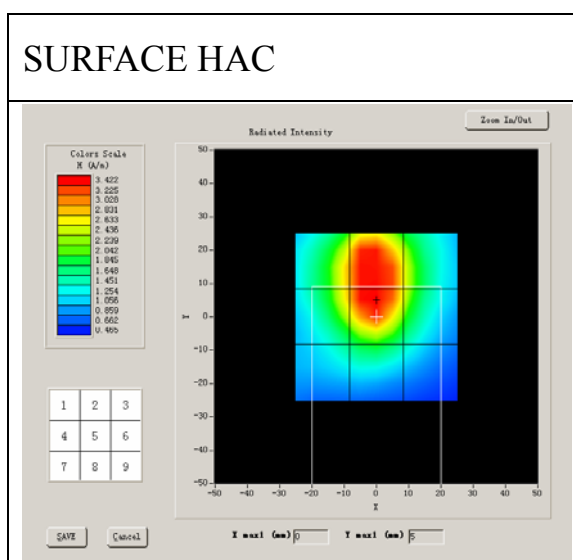 SURFACE HAC
Zoom In/Out
Radiated Intensity
Colors Scale
H (A/m)
3.422
3.225
3.028
2.831
2.633
2.436
2.239
2.042
1.845
1.648
1.451
1.254
1.056
0.859
0.662
0.465
50
40
30
20
10
0
-10
-20
-30
-40
-50
Y
-50 -40 -30 -20 -10 0 10 20 30 40 50
X
1 2 3
4 5 6
7 8 9
SAVE Cancel
X max1 (mm) 0 Y max1 (mm) 5